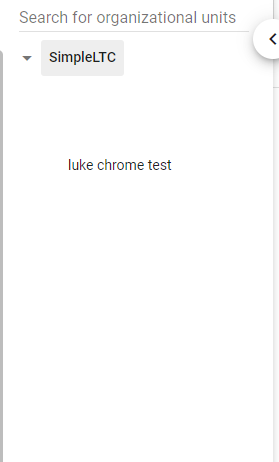 Search for organizational units
SimpleLTC
luke chrome test